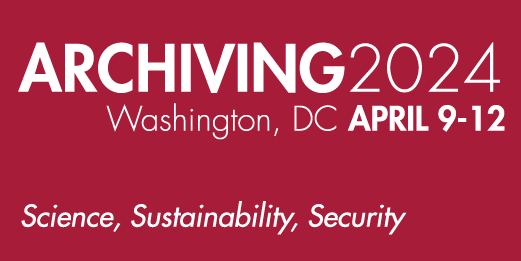 ARCHIVING2024
Washington, DC APRIL 9-12
Science, Sustainability, Security